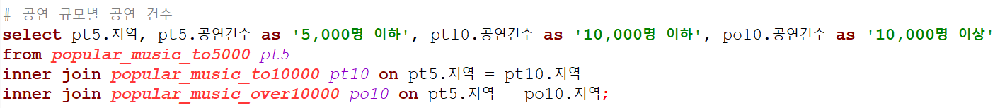 # 공연 규모별 공연 건수
select pt5.지역, pt5.공연건수 as '5,000명 이하', pt10.공연건수 as '10,000명 이하', po10.공연건수 as '10,000명 이상'
from popular_music_to5000 pt5
inner join popular_music_to10000 pt10 on pt5.지역 = pt10.지역
inner join popular_music_over10000 po10 on pt5.지역 = po10.지역;